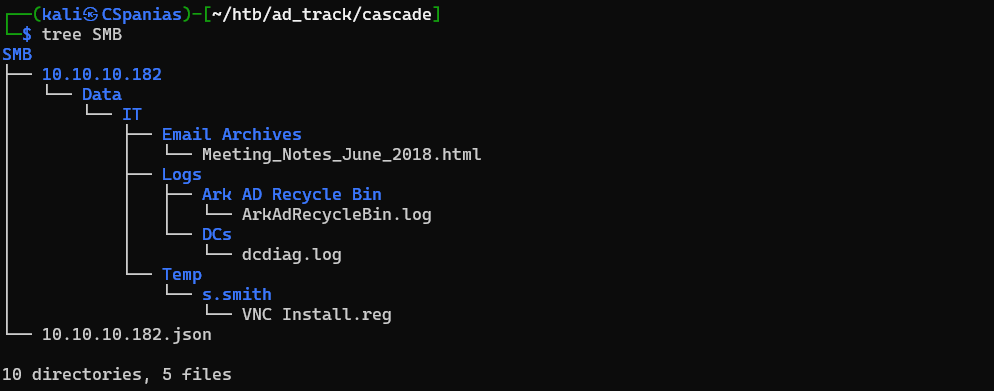 ┌──(kali㉿CSpanias)-[~/htb/ad_track/cascade]
└─$ tree SMB
SMB
├── 10.10.10.182
│   └── Data
│       └── IT
│           ├── Email Archives
│           │   └── Meeting_Notes_June_2018.html
│           ├── Logs
│           │   ├── Ark AD Recycle Bin
│           │   │   └── ArkAdRecycleBin.log
│           │   └── DCs
│           │       └── dcdiag.log
│           └── Temp
│               └── s.smith
│                   └── VNC Install.reg
└── 10.10.10.182.json
10 directories, 5 files